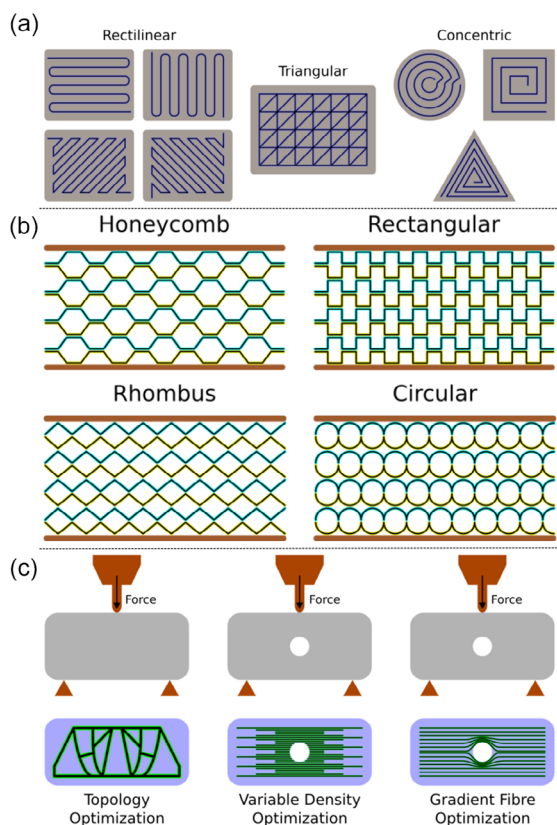 (a)
Rectilinear
Triangular
Concentric
(b)
Honeycomb
Rectangular
Rhombus
Circular
(c)
Force
Force
Force
Topology
Optimization
Variable Density
Optimization
Gradient Fibre
Optimization